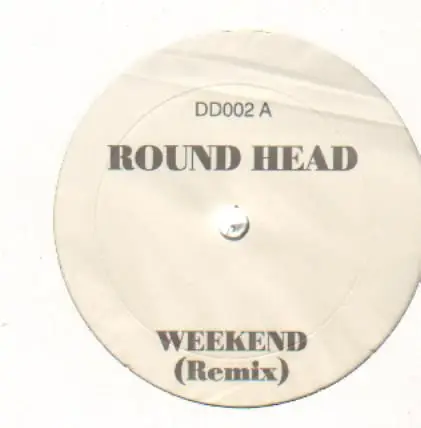 DD002 A
ROUND HEAD
WEEKEND
(Remix)